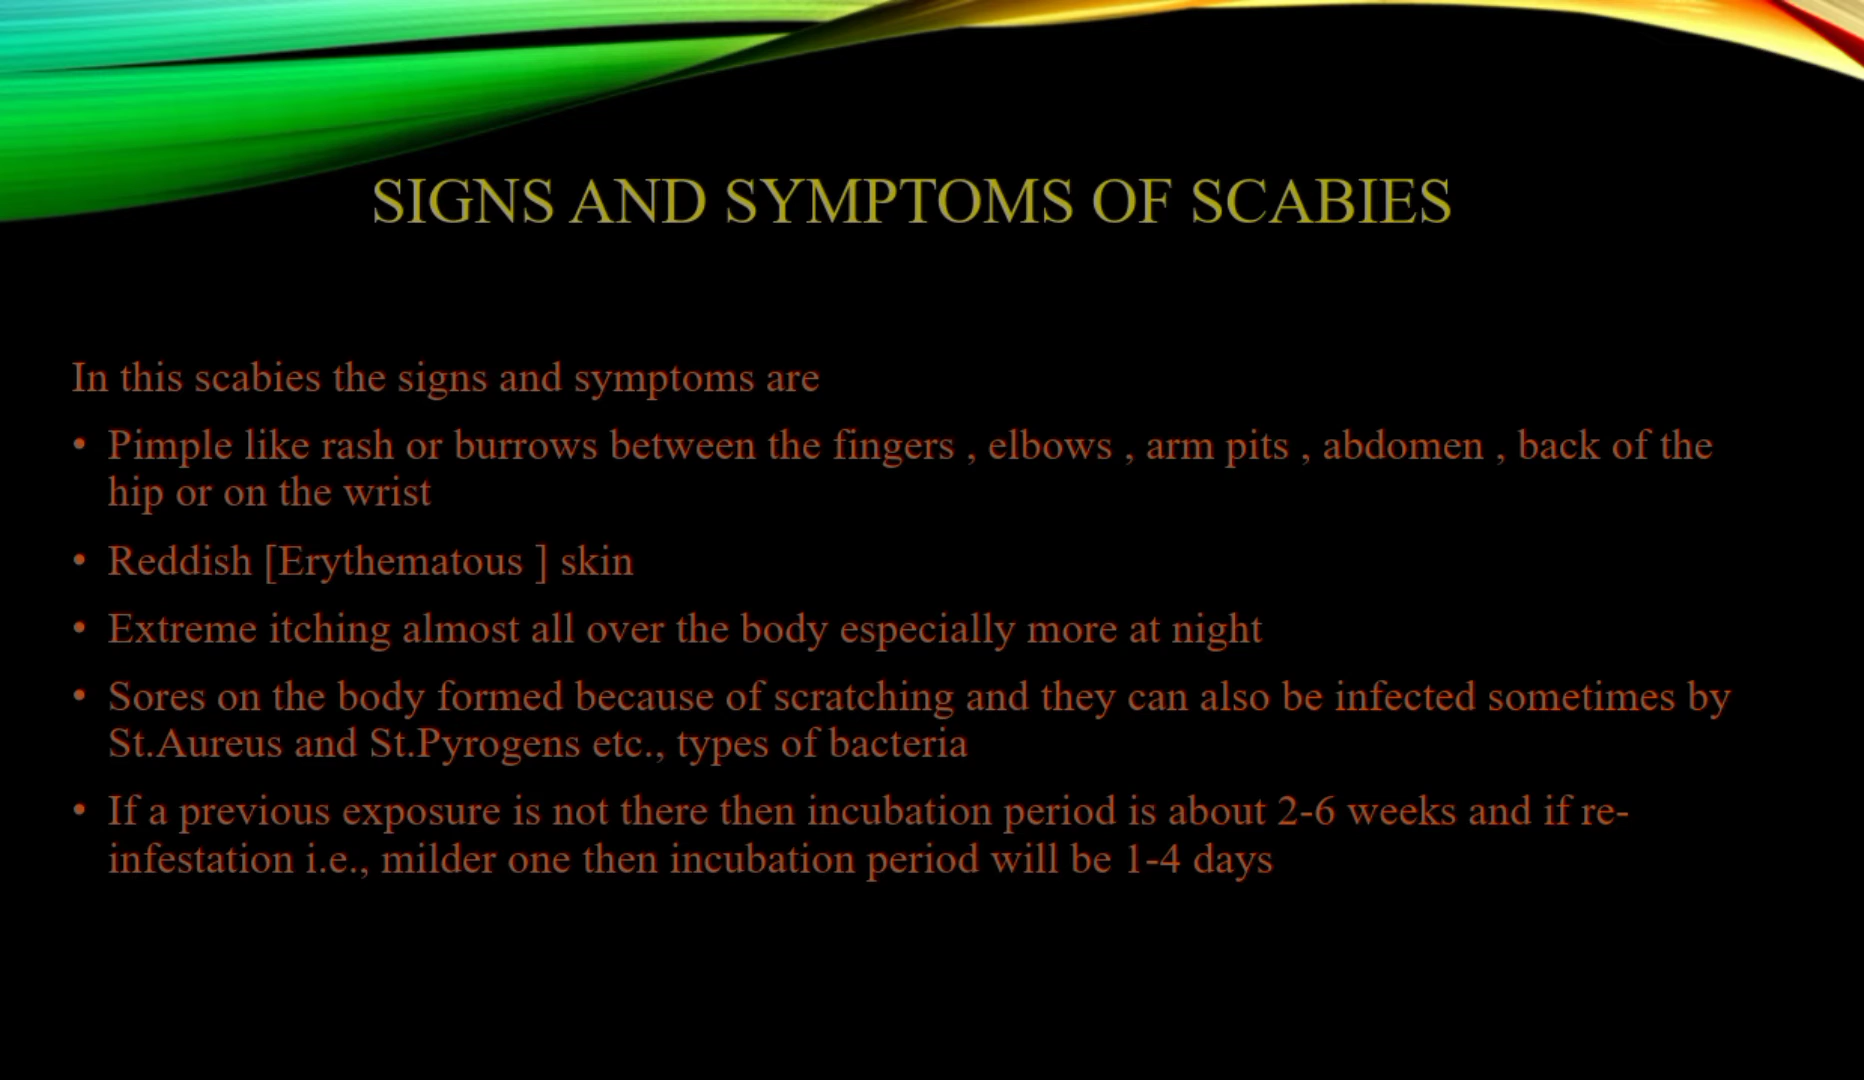 SIGNS AND SYMPTOMS OF SCABIES
In this scabies the signs and symptoms are
• Pimple like rash or burrows between the fingers , elbows , arm pits , abdomen , back of the
hip or on the wrist
• Reddish [Erythematous ] skin
• Extreme itching almost all over the body especially more at night
• Sores on the body formed because of scratching and they can also be infected sometimes by
St.Aureus and St.Pyrogens etc., types of bacteria
• If a previous exposure is not there then incubation period is about 2-6 weeks and if re-
infestation i.e., milder one then incubation period will be 1-4 days